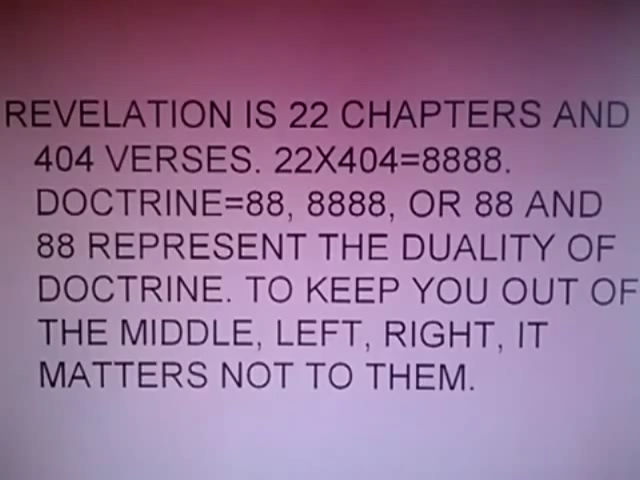 REVELATION IS 22 CHAPTERS AND
404 VERSES. 22X404=8888.
DOCTRINE=88, 8888, OR 88 AND
88 REPRESENT THE DUALITY OF
DOCTRINE. TO KEEP YOU OUT OF
THE MIDDLE, LEFT, RIGHT, IT
MATTERS NOT TO THEM.